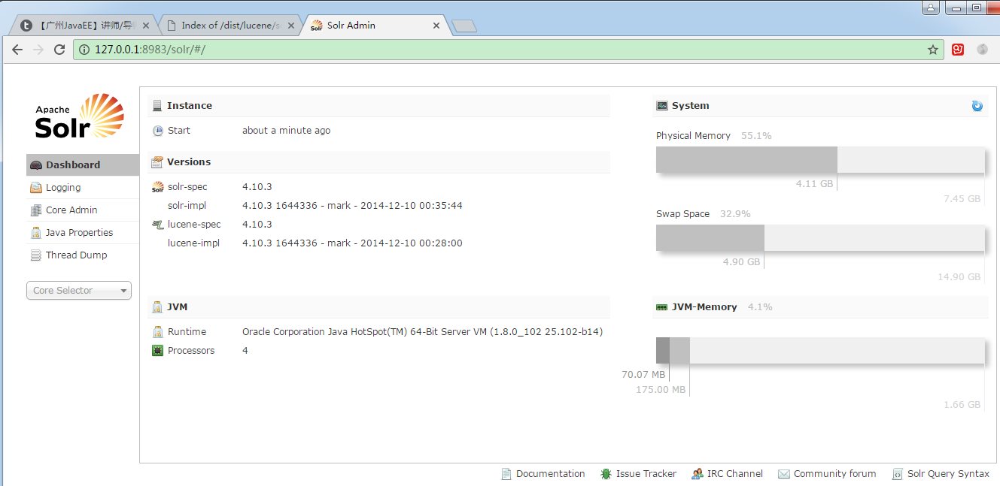 【广州JavaEE】讲师/导
Index of /dist/lucene/s
Solr Admin
127.0.0.1:8983/solr/#/
Apache
Solr
Dashboard
Logging
Core Admin
Java Properties
Thread Dump
Core Selector
Instance
Start about a minute ago
Versions
solr-spec 4.10.3
solr-impl 4.10.3 1644336 - mark - 2014-12-10 00:35:44
lucene-spec 4.10.3
lucene-impl 4.10.3 1644336 - mark - 2014-12-10 00:28:00
JVM
Runtime Oracle Corporation Java HotSpot(TM) 64-Bit Server VM (1.8.0_102 25.102-b14)
Processors 4
System
Physical Memory 55.1%
4.11 GB
7.45 GB
Swap Space 32.9%
4.90 GB
14.90 GB
JVM-Memory 4.1%
70.07 MB
175.00 MB
1.66 GB
Documentation Issue Tracker IRC Channel Community forum Solr Query Syntax